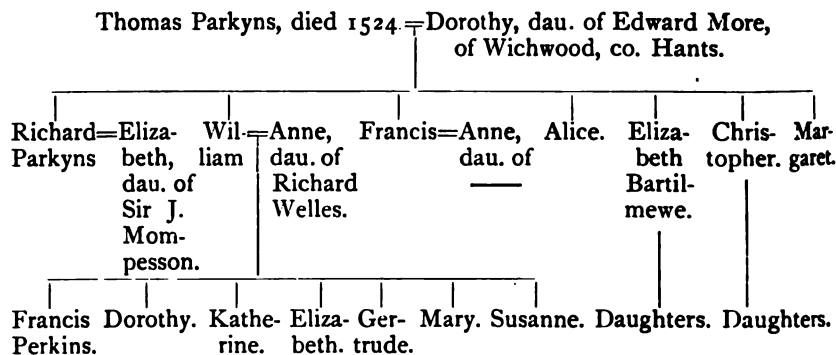 Thomas Parkyns, died 1524 = Dorothy, dau. of Edward More,
of Wichwood, co. Hants.
Richard=Eliza- Wil-=Anne, Francis=Anne, Alice. Eliza- Chris- Mar-
Parkyns beth, liam dau. of dau. of beth topher. garet.
dau. of Richard —— Bartil-
Sir J. Welles. mewe.
Mom-
pesson.
Francis Dorothy. Kathe- Eliza- Ger- Mary. Susanne. Daughters. Daughters.
Perkins. rine. beth. trude.